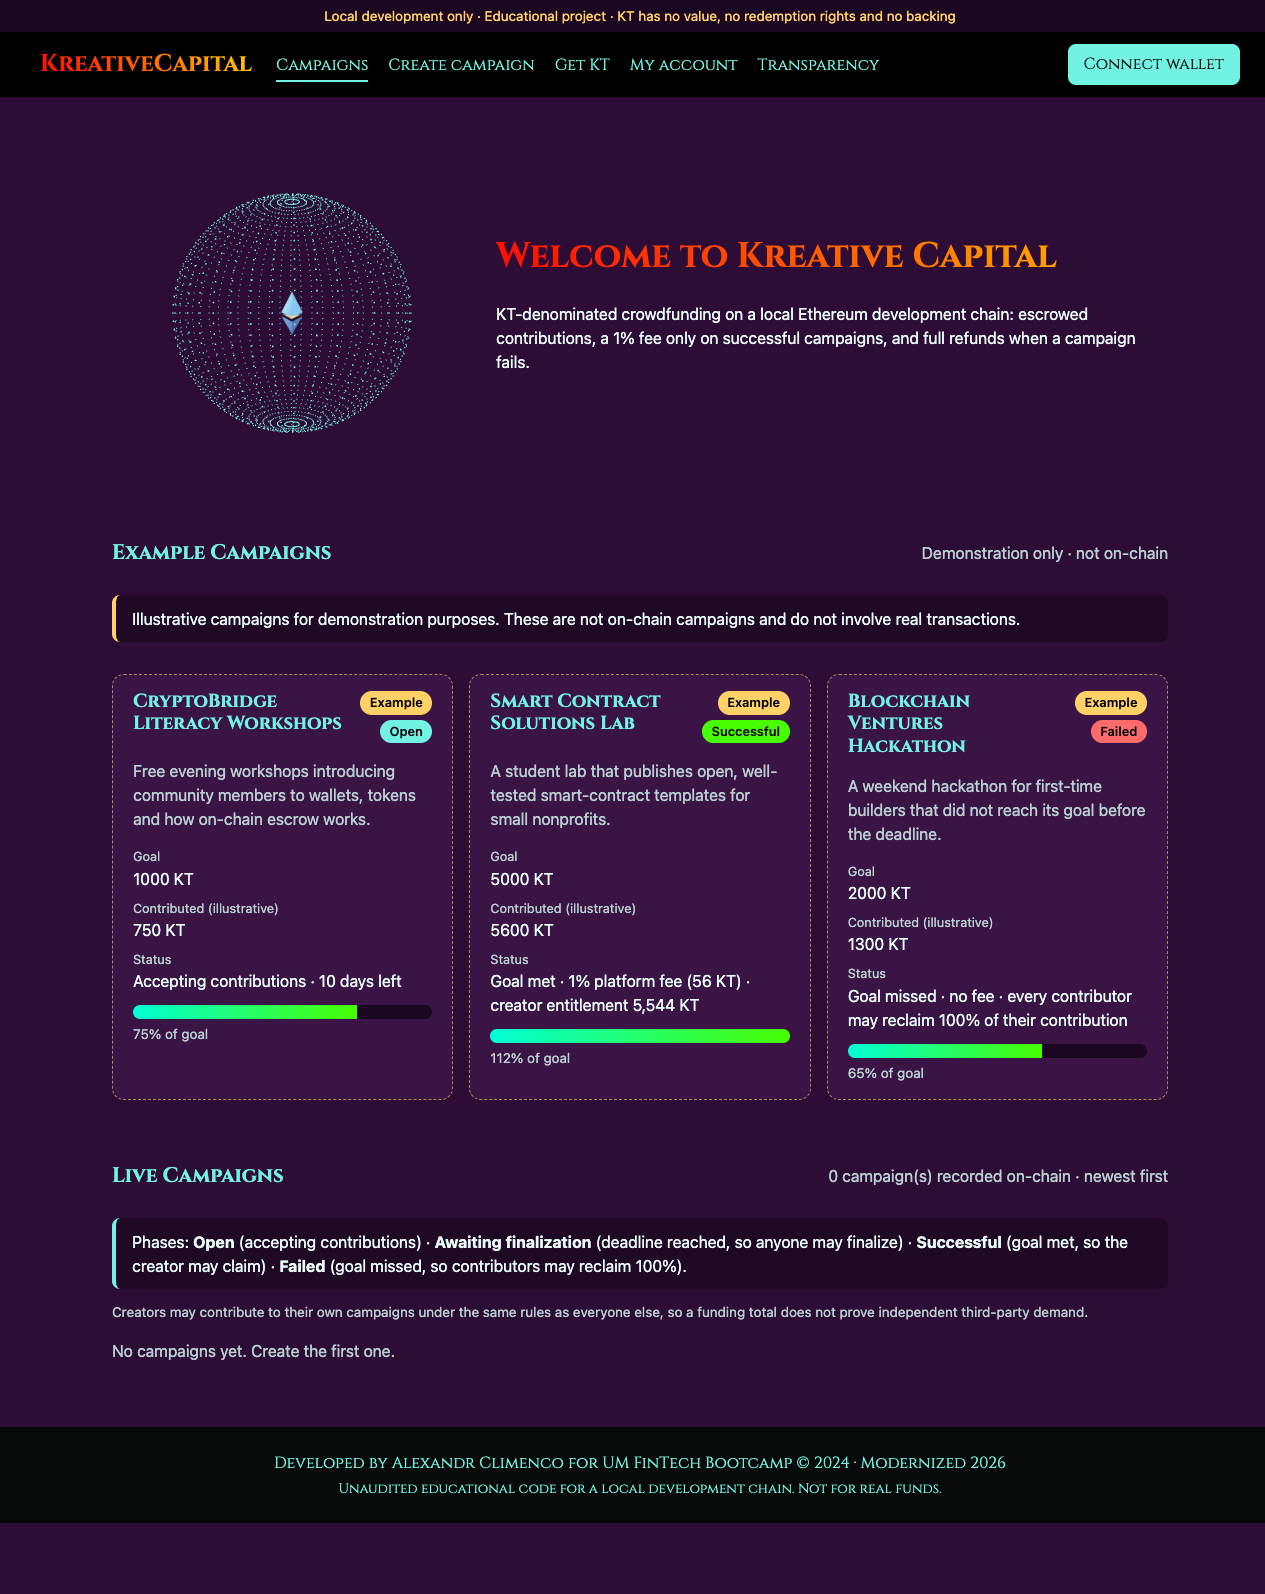 Local development only · Educational project · KT has no value, no redemption rights and no backing
KreativeCapital
Campaigns
Create campaign
Get KT
My account
Transparency
Connect wallet
Welcome to Kreative Capital
KT-denominated crowdfunding on a local Ethereum development chain: escrowed
contributions, a 1% fee only on successful campaigns, and full refunds when a campaign
fails.
Example Campaigns
Demonstration only · not on-chain
Illustrative campaigns for demonstration purposes. These are not on-chain campaigns and do not involve real transactions.
CryptoBridge
Literacy Workshops
Example
Open
Free evening workshops introducing
community members to wallets, tokens
and how on-chain escrow works.
Goal
1000 KT
Contributed (illustrative)
750 KT
Status
Accepting contributions · 10 days left
75% of goal
Smart Contract
Solutions Lab
Example
Successful
A student lab that publishes open, well-
tested smart-contract templates for
small nonprofits.
Goal
5000 KT
Contributed (illustrative)
5600 KT
Status
Goal met · 1% platform fee (56 KT) ·
creator entitlement 5,544 KT
112% of goal
Blockchain
Ventures
Hackathon
Example
Failed
A weekend hackathon for first-time
builders that did not reach its goal before
the deadline.
Goal
2000 KT
Contributed (illustrative)
1300 KT
Status
Goal missed · no fee · every contributor
may reclaim 100% of their contribution
65% of goal
Live Campaigns
0 campaign(s) recorded on-chain · newest first
Phases: Open (accepting contributions) · Awaiting finalization (deadline reached, so anyone may finalize) · Successful (goal met, so the
creator may claim) · Failed (goal missed, so contributors may reclaim 100%).
Creators may contribute to their own campaigns under the same rules as everyone else, so a funding total does not prove independent third-party demand.
No campaigns yet. Create the first one.
Developed by Alexandr Climenco for UM FinTech Bootcamp © 2024 · Modernized 2026
Unaudited educational code for a local development chain. Not for real funds.